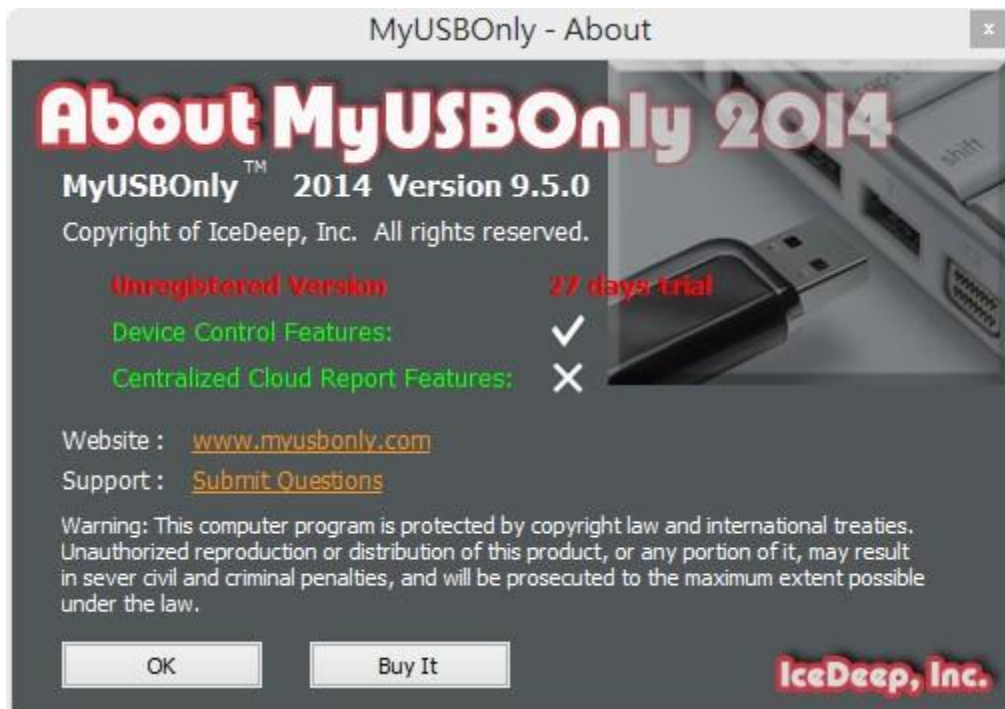 MyUSBOnly - About
x
About MyUSBOnly 2014
MyUSBOnly™ 2014 Version 9.5.0
Copyright of IceDeep, Inc. All rights reserved.
Unregistered Version 27 days trial
Device Control Features:
Centralized Cloud Report Features:
Website : www.myusbonly.com
Support : Submit Questions
Warning: This computer program is protected by copyright law and international treaties.
Unauthorized reproduction or distribution of this product, or any portion of it, may result
in sever civil and criminal penalties, and will be prosecuted to the maximum extent possible
under the law.
OK Buy It
IceDeep, Inc.
shift